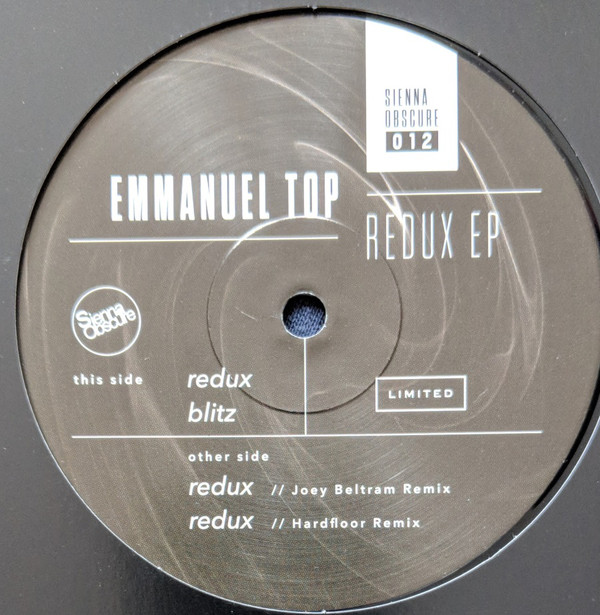 SIENNA
OBSCURE
012
EMMANUEL TOP
REDUX EP
Sienna
Obscure
this side
redux
blitz
LIMITED
other side
redux // Joey Beltram Remix
redux // Hardfloor Remix